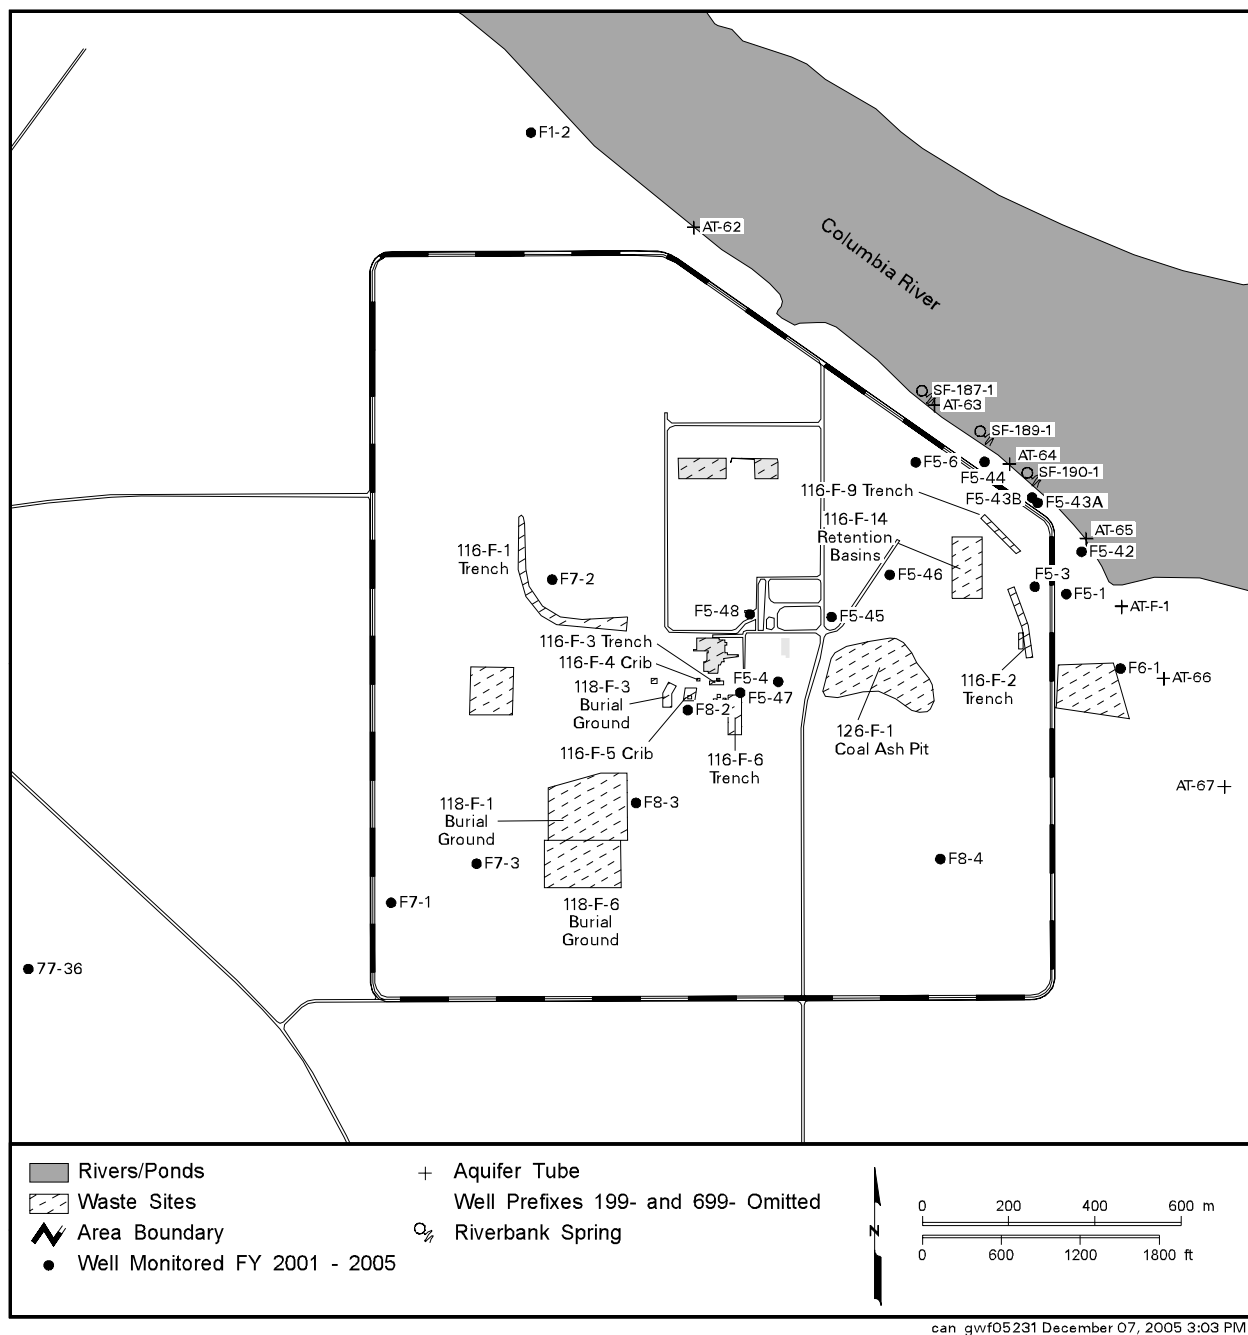 F1-2
AT-62
Columbia River
SF-187-1
AT-63
SF-189-1
AT-64
F5-6
F5-44
SF-190-1
116-F-9 Trench
F5-43B
F5-43A
116-F-14
Retention
Basins
AT-65
F5-42
116-F-1
Trench
F7-2
F5-46
F5-3
F5-1
AT-F-1
F5-48
F5-45
116-F-3 Trench
116-F-4 Crib
F5-4
F5-47
118-F-3
Burial
Ground
F8-2
116-F-5 Crib
116-F-6
Trench
126-F-1
Coal Ash Pit
116-F-2
Trench
F6-1
AT-66
AT-67
118-F-1
Burial
Ground
F8-3
F7-3
F8-4
F7-1
118-F-6
Burial
Ground
77-36
Rivers/Ponds
Waste Sites
Area Boundary
Well Monitored FY 2001 - 2005
Aquifer Tube
Well Prefixes 199- and 699- Omitted
Riverbank Spring
N
0 200 400 600 m
0 600 1200 1800 ft
can_gwf05231 December 07, 2005 3:03 PM